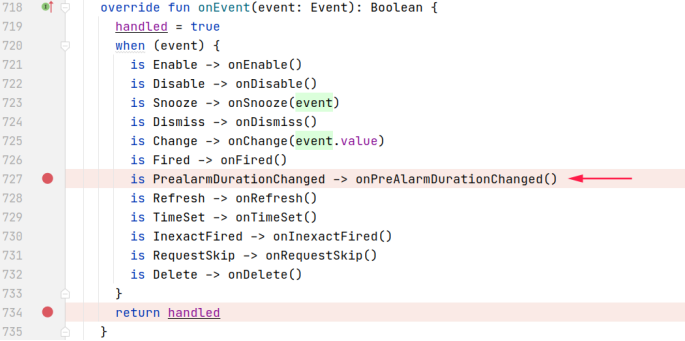 718 override fun onEvent(event: Event): Boolean {
719 handled = true
720 when (event) {
721 is Enable -> onEnable()
722 is Disable -> onDisable()
723 is Snooze -> onSnooze(event)
724 is Dismiss -> onDismiss()
725 is Change -> onChange(event.value)
726 is Fired -> onFired()
727 is PrealarmDurationChanged -> onPreAlarmDurationChanged()
728 is Refresh -> onRefresh()
729 is TimeSet -> onTimeSet()
730 is InexactFired -> onInexactFired()
731 is RequestSkip -> onRequestSkip()
732 is Delete -> onDelete()
733 }
734 return handled
735 }